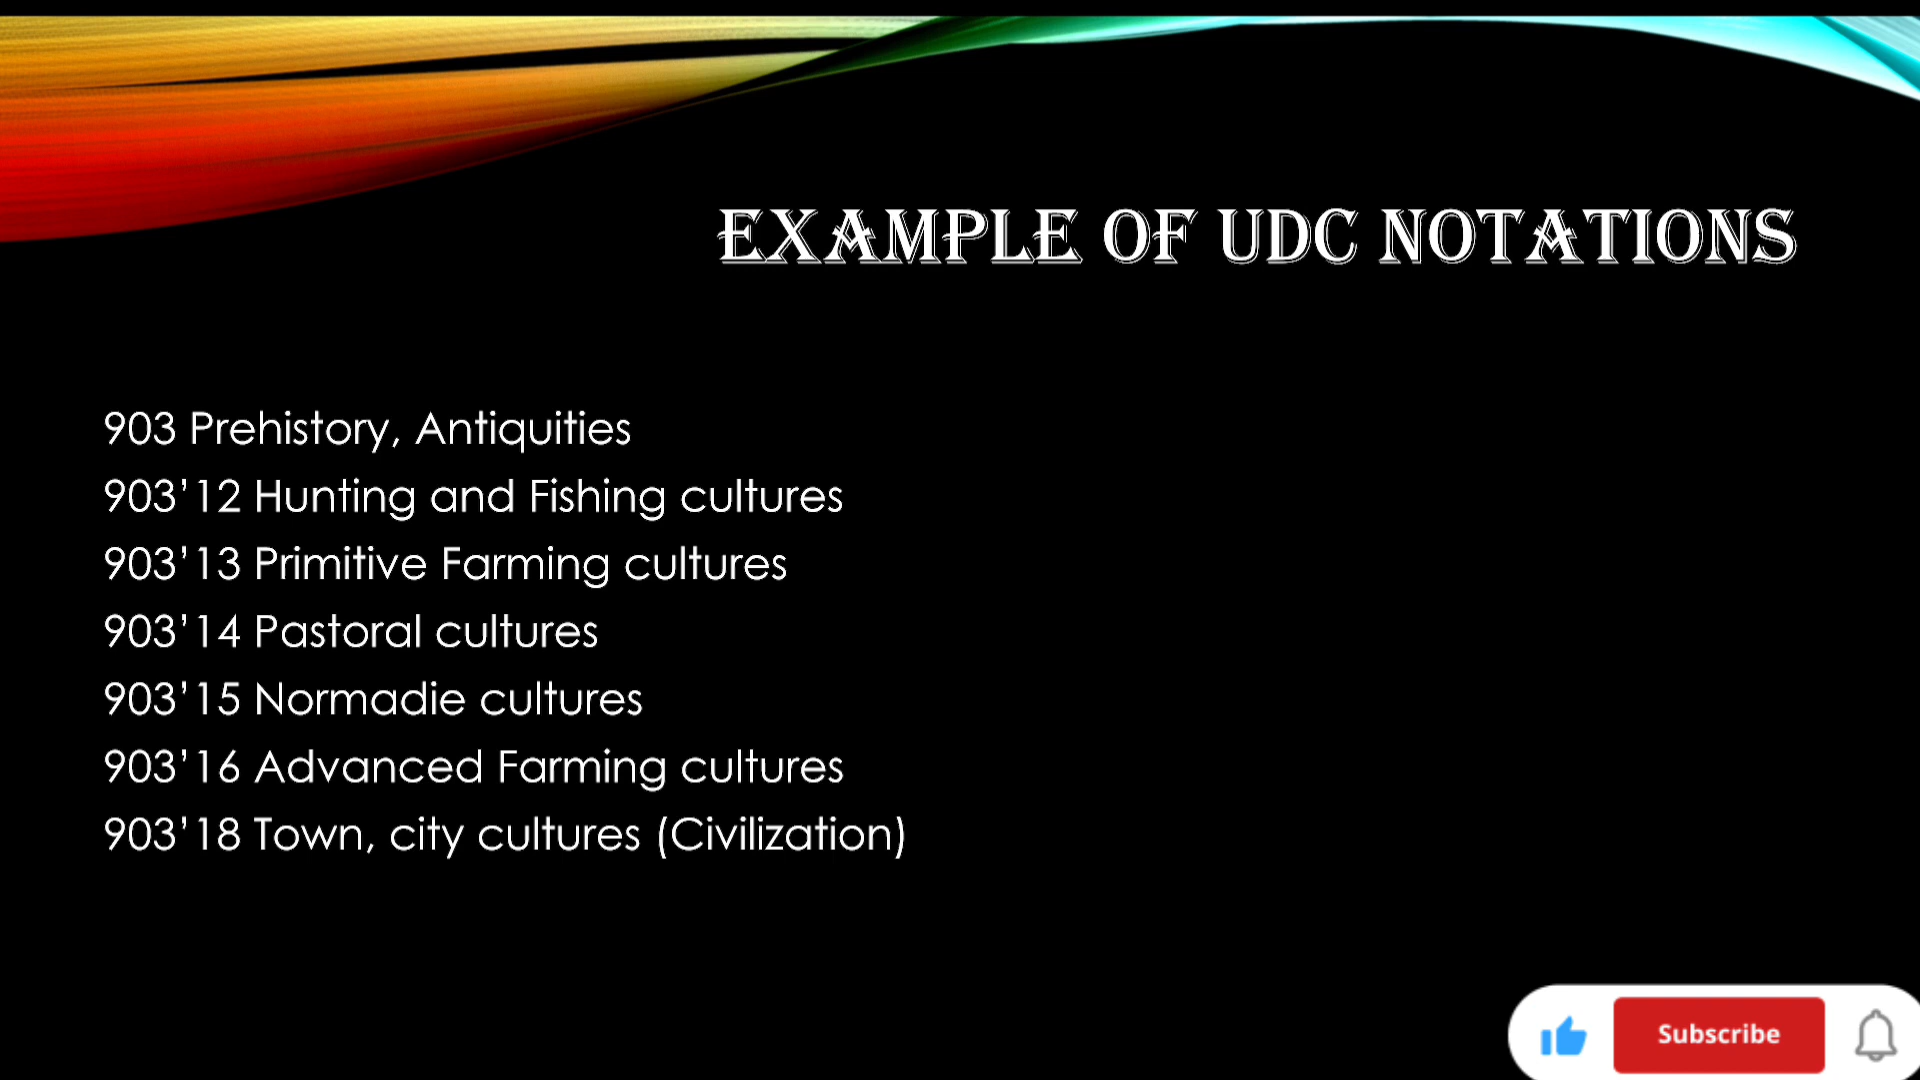 EXAMPLE OF UDC NOTATIONS
903 Prehistory, Antiquities
903’12 Hunting and Fishing cultures
903’13 Primitive Farming cultures
903’14 Pastoral cultures
903’15 Normadie cultures
903’16 Advanced Farming cultures
903’18 Town, city cultures (Civilization)
Subscribe